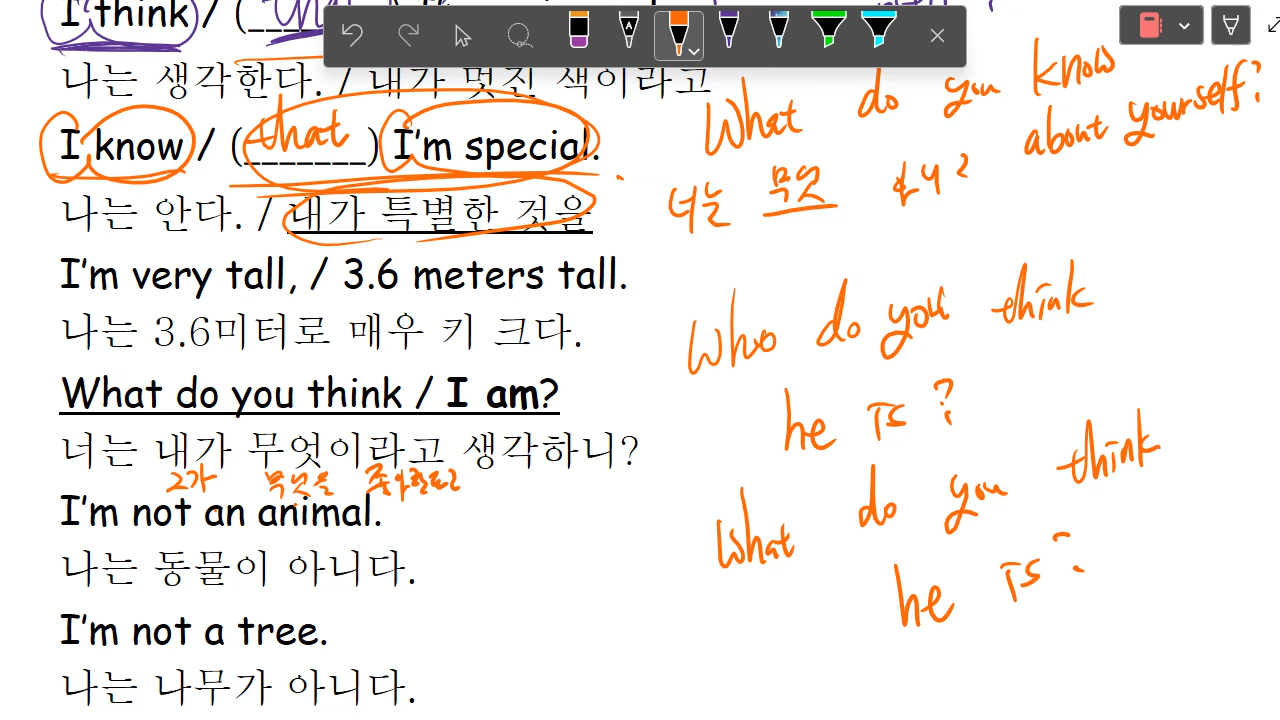 I think / (
나는 생각한다. / 내가 멋진 색이라고
I know / (that) I'm special.
나는 안다. / 내가 특별한 것을
I'm very tall, / 3.6 meters tall.
나는 3.6미터로 매우 키 크다.
What do you think / I am?
너는 내가 무엇이라고 생각하니?
그가 무엇을
I'm not an animal.
나는 동물이 아니다.
I'm not a tree.
나는 나무가 아니다.
What do you know
about yourself?
너는 무엇 아니?
Who do you think
he is?
What do you think
he is?